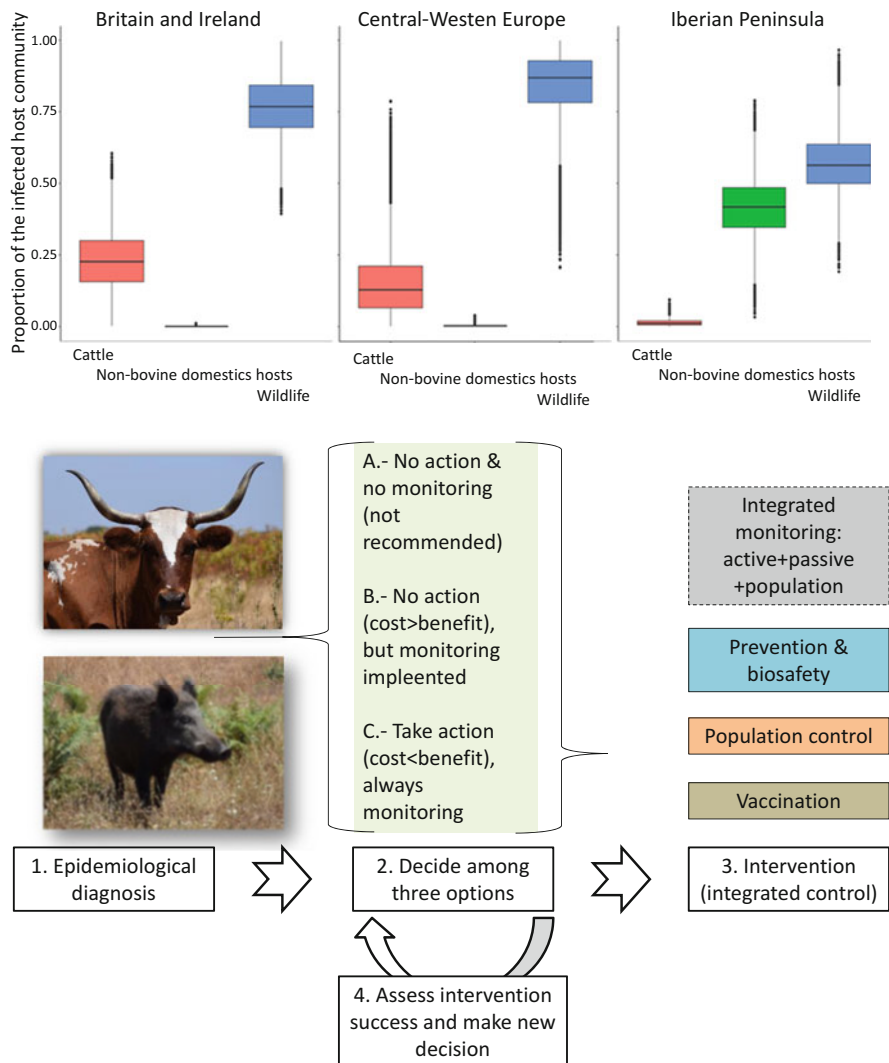 Britain and Ireland
Central-Westen Europe
Iberian Peninsula
Proportion of the infected host community
1.00
0.75
0.50
0.25
0.00
Cattle
Non-bovine domestics hosts
Wildlife
Cattle
Non-bovine domestics hosts
Wildlife
Cattle
Non-bovine domestics hosts
Wildlife
A.- No action &
no monitoring
(not
recommended)
B.- No action
(cost>benefit),
but monitoring
impleented
C.- Take action
(cost<benefit),
always
monitoring
Integrated
monitoring:
active+passive
+population
Prevention &
biosafety
Population control
Vaccination
1. Epidemiological
diagnosis
2. Decide among
three options
3. Intervention
(integrated control)
4. Assess intervention
success and make new
decision